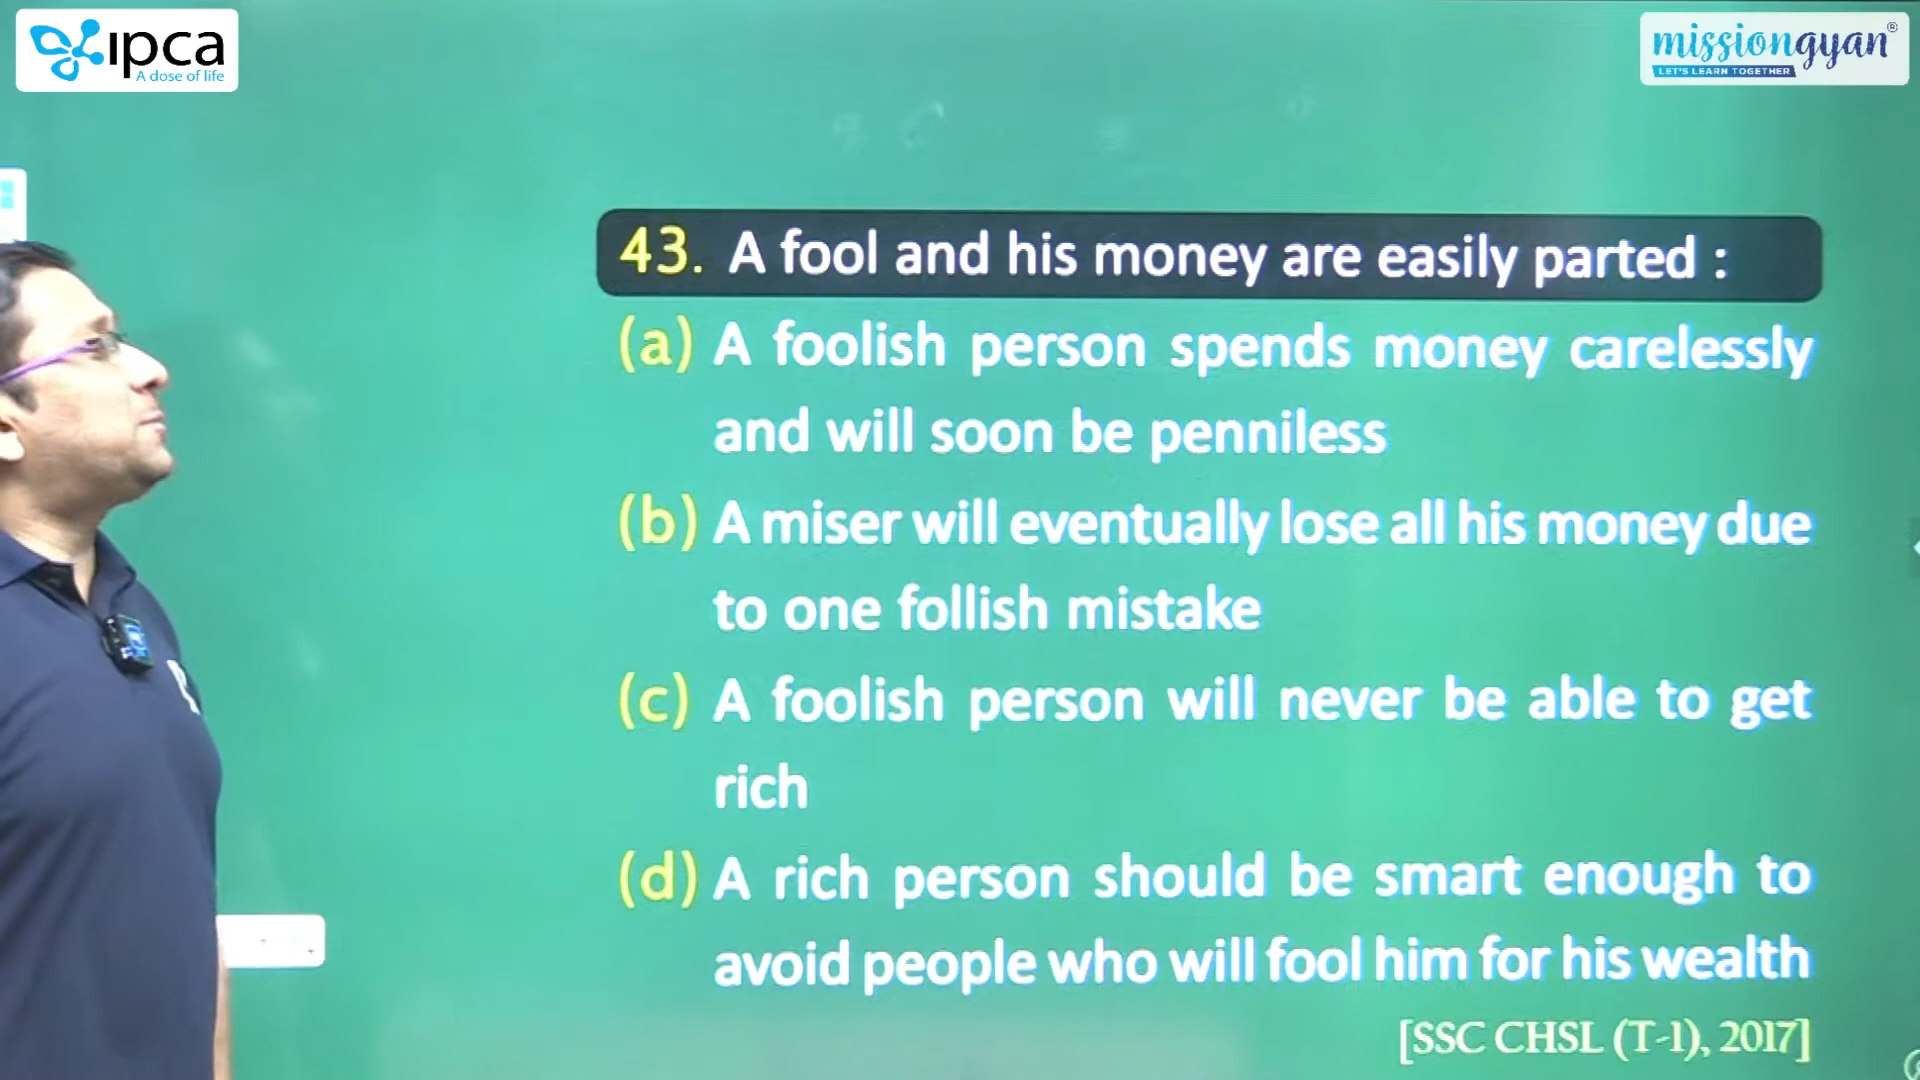 ipca
A dose of life
missiongyan®
LET'S LEARN TOGETHER
43. A fool and his money are easily parted :
(a) A foolish person spends money carelessly
and will soon be penniless
(b) A miser will eventually lose all his money due
to one follish mistake
(c) A foolish person will never be able to get
rich
(d) A rich person should be smart enough to
avoid people who will fool him for his wealth
[SSC CHSL (T-1), 2017]